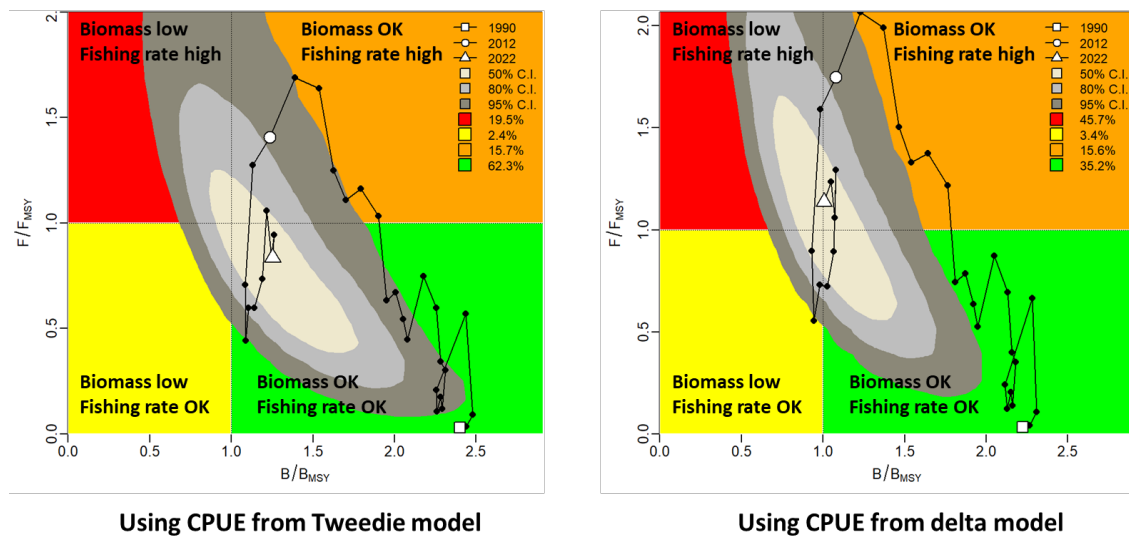 Biomass low
Fishing rate high
Biomass OK
Fishing rate high
1990
2012
2022
50% C.I.
80% C.I.
95% C.I.
19.5%
2.4%
15.7%
62.3%
Biomass low
Fishing rate OK
Biomass OK
Fishing rate OK
2.
1.5
1.0
0.5
0.0
F/FMSY
0.0 0.5 1.0 1.5 2.0 2.5
B/BMSY
Using CPUE from Tweedie model
Biomass low
Fishing rate high
Biomass OK
Fishing rate high
1990
2012
2022
50% C.I.
80% C.I.
95% C.I.
45.7%
3.4%
15.6%
35.2%
Biomass low
Fishing rate OK
Biomass OK
Fishing rate OK
2.0
1.5
1.0
0.5
0.0
F/FMSY
0.0 0.5 1.0 1.5 2.0 2.5
B/BMSY
Using CPUE from delta model